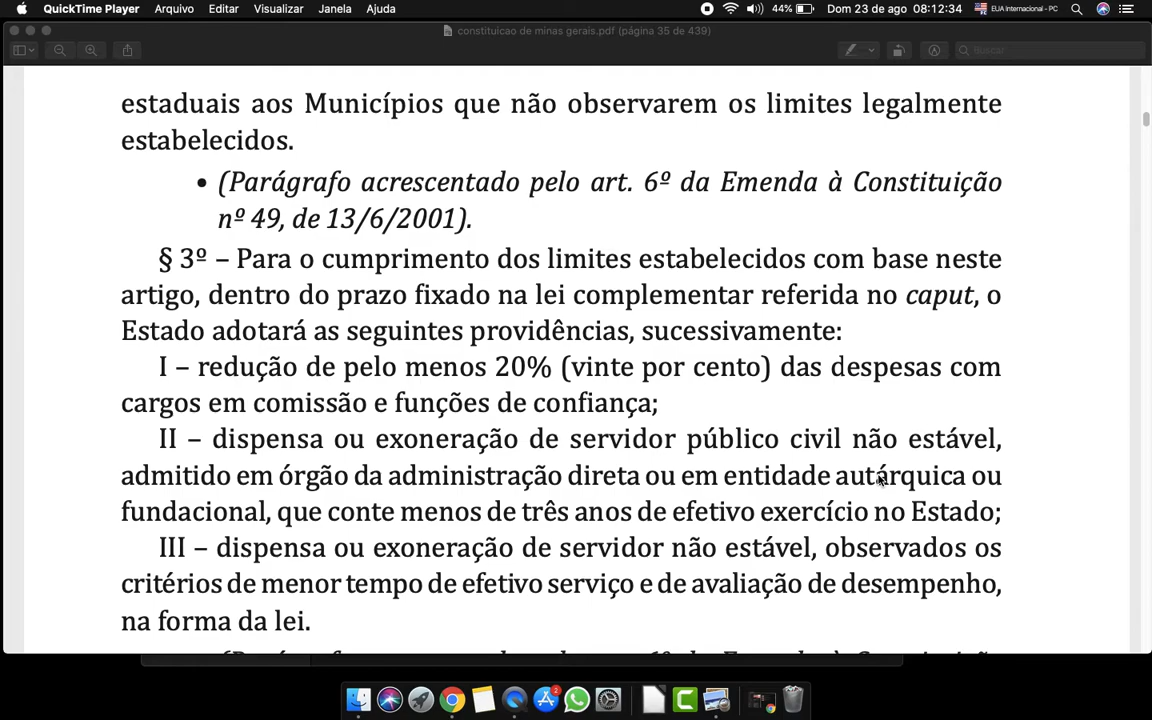 QuickTime Player Arquivo Editar Visualizar Janela Ajuda 44% Dom 23 de ago 08:12:34 EUA Internacional - PC
constituicao de minas gerais.pdf (página 35 de 439)
Buscar
estaduais aos Municípios que não observarem os limites legalmente
estabelecidos.
• (Parágrafo acrescentado pelo art. 6º da Emenda à Constituição
nº 49, de 13/6/2001).
§ 3º – Para o cumprimento dos limites estabelecidos com base neste
artigo, dentro do prazo fixado na lei complementar referida no caput, o
Estado adotará as seguintes providências, sucessivamente:
I – redução de pelo menos 20% (vinte por cento) das despesas com
cargos em comissão e funções de confiança;
II – dispensa ou exoneração de servidor público civil não estável,
admitido em órgão da administração direta ou em entidade autárquica ou
fundacional, que conte menos de três anos de efetivo exercício no Estado;
III – dispensa ou exoneração de servidor não estável, observados os
critérios de menor tempo de efetivo serviço e de avaliação de desempenho,
na forma da lei.
2